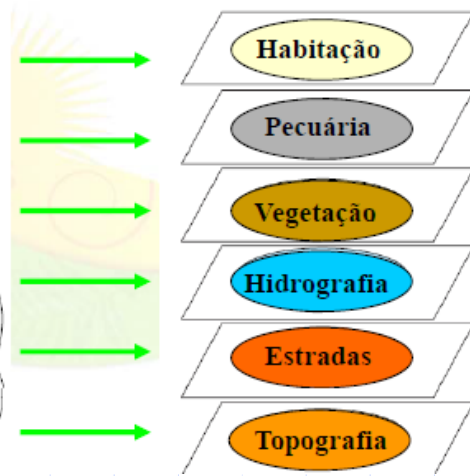 Habitação
Pecuária
Vegetação
Hidrografia
Estradas
Topografia